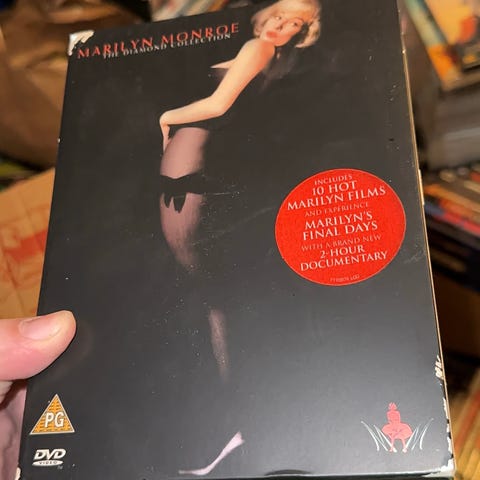 MARILYN MONROE
THE DIAMOND COLLECTION
INCLUDES
10 HOT
MARILYN FILMS
AND EXPERIENCE
MARILYN'S
FINAL DAYS
WITH A BRAND NEW
2-HOUR
DOCUMENTARY
PG
DVD
VIDEO